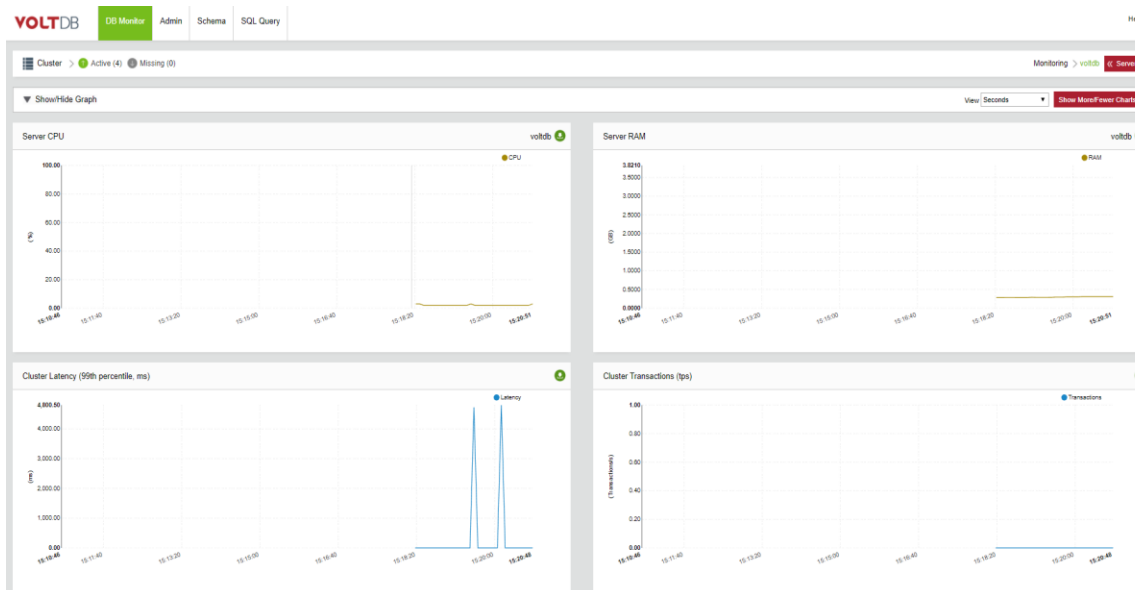 VOLTDB DB Monitor Admin Schema SQL Query
Cluster > Active (4) Missing (0) Monitoring > voltdb « Server
Show/Hide Graph View Seconds Show More/Fewer Charts
Server CPU voltdb
CPU
100.00
80.00
60.00
(%)
40.00
20.00
0.00
15:10:46 15:11:40 15:13:20 15:15:00 15:16:40 15:18:20 15:20:00 15:20:51
Server RAM voltdb
RAM
3.8210
3.5000
3.0000
2.5000
(GB)
2.0000
1.5000
1.0000
0.5000
0.0000
15:10:46 15:11:40 15:13:20 15:15:00 15:16:40 15:18:20 15:20:00 15:20:51
Cluster Latency (99th percentile, ms)
Latency
4,800.50
4,000.00
3,000.00
(ms)
2,000.00
1,000.00
0.00
15:10:46 15:11:40 15:13:20 15:15:00 15:16:40 15:18:20 15:20:00 15:20:48
Cluster Transactions (tps)
Transactions
1.00
0.80
0.60
(Transactions/s)
0.40
0.20
0.00
15:10:46 15:11:40 15:13:20 15:15:00 15:16:40 15:18:20 15:20:00 15:20:48